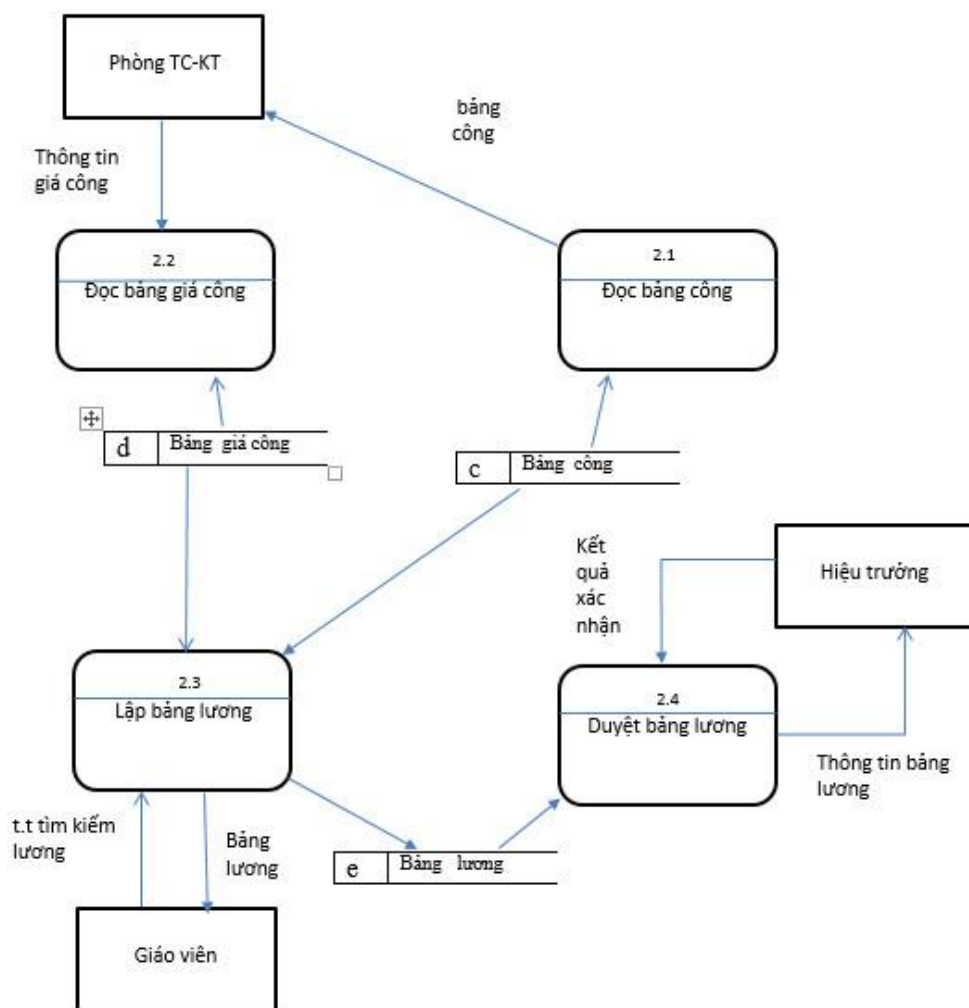 Phòng TC-KT
bảng
công
Thông tin
giá công
2.2
Đọc bảng giá công
2.1
Đọc bảng công
d
Bảng giá công
c
Bảng công
Kết
quả
xác
nhận
Hiệu trưởng
2.3
Lập bảng lương
2.4
Duyệt bảng lương
Thông tin bảng
lương
t.t tìm kiếm
lương
Bảng
lương
e
Bảng lương
Giáo viên